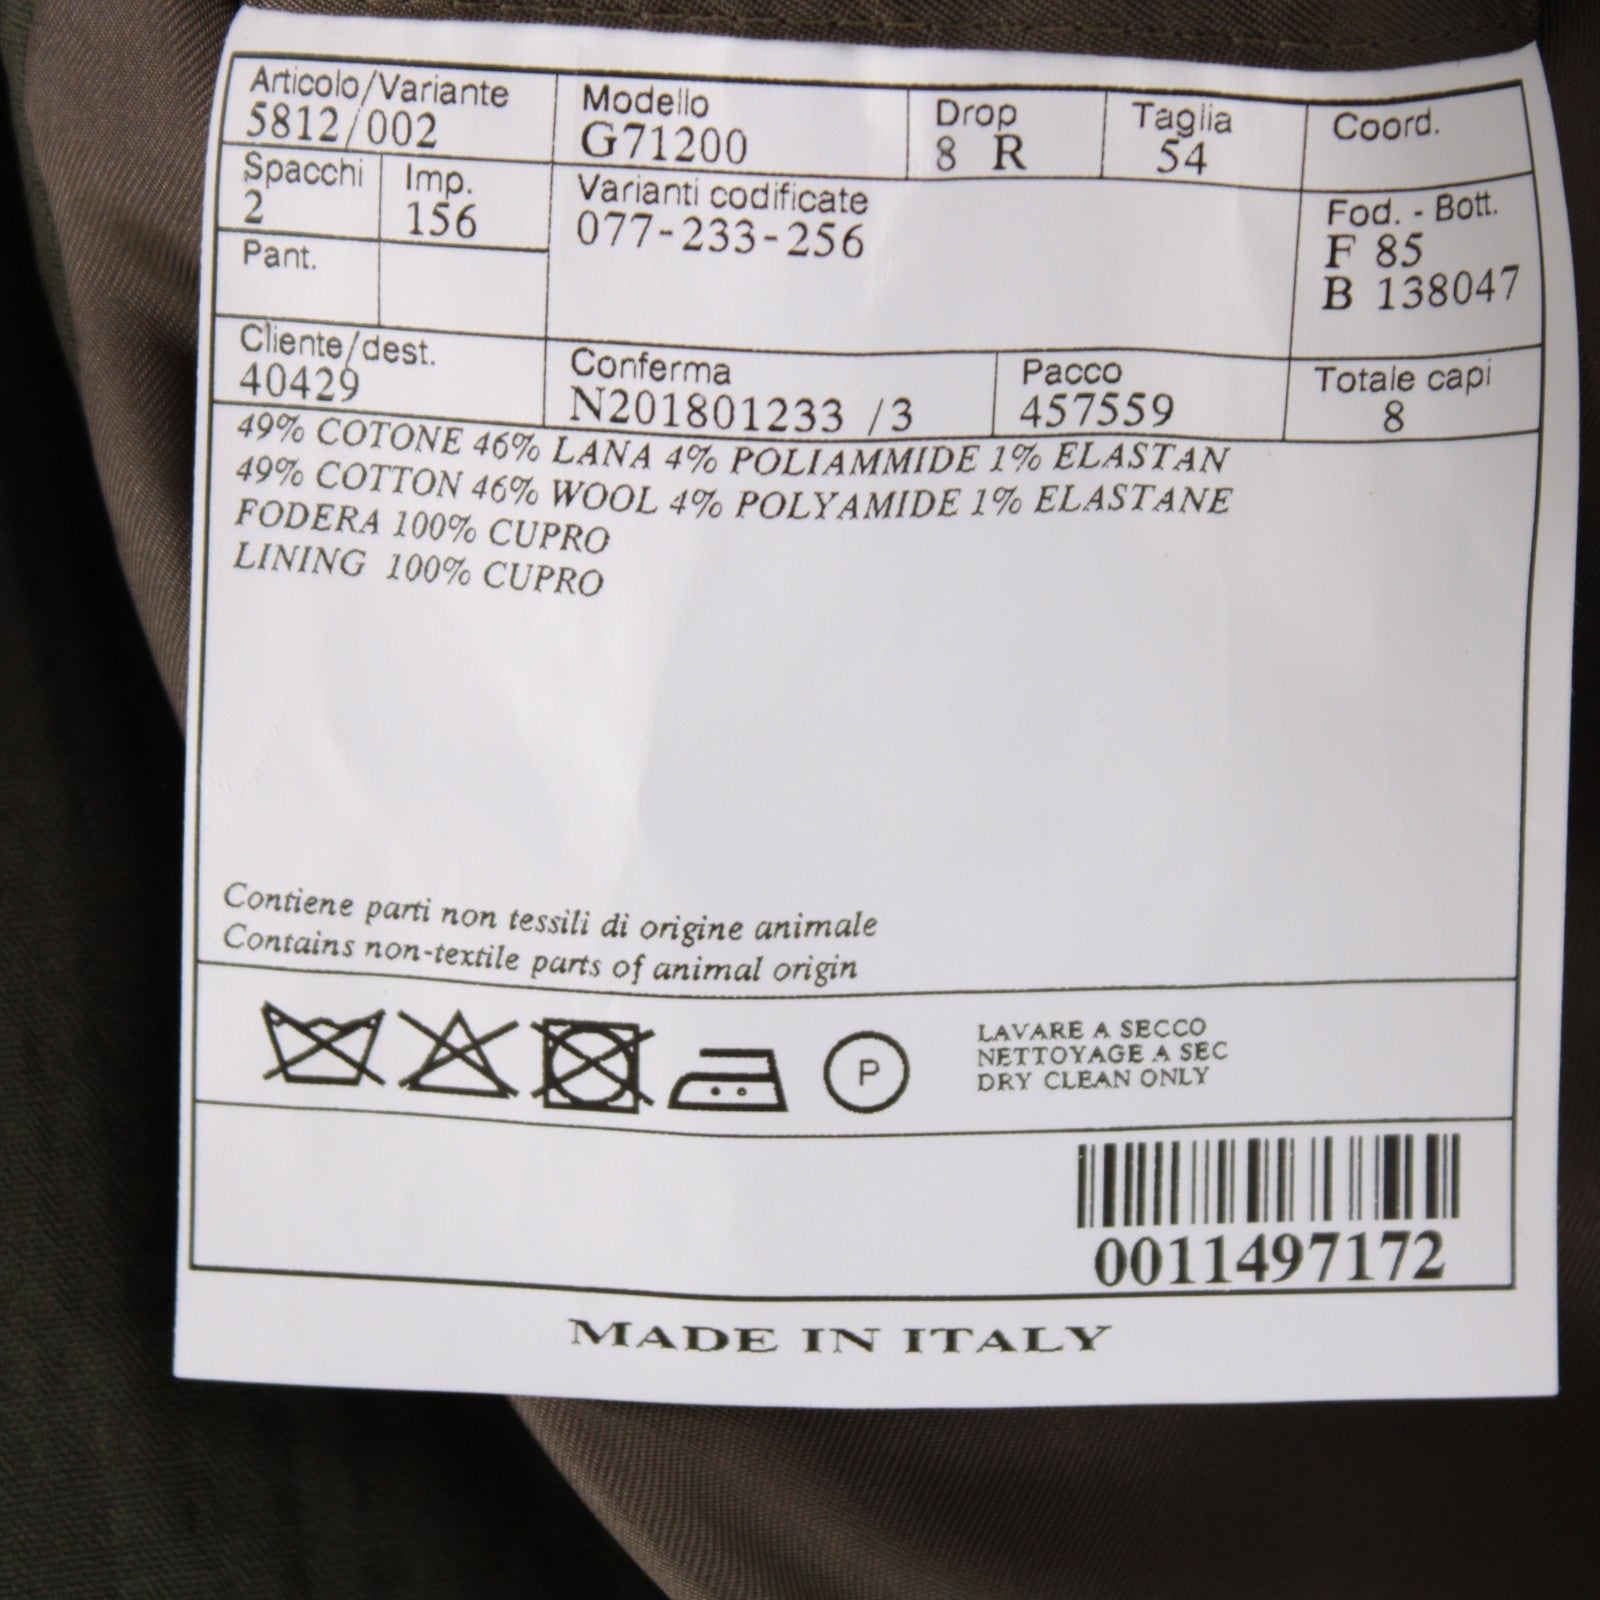 Articolo/Variante
5812/002
Modello
G71200
Drop
8 R
Taglia
54
Coord.
Spacchi
2
Imp.
156
Varianti codificate
077-233-256
Fod. - Bott.
F 85
B 138047
Pant.
Cliente/dest.
40429
Conferma
N201801233 /3
Pacco
457559
Totale capi
8
49% COTONE 46% LANA 4% POLIAMMIDE 1% ELASTAN
49% COTTON 46% WOOL 4% POLYAMIDE 1% ELASTANE
FODERA 100% CUPRO
LINING 100% CUPRO
Contiene parti non tessili di origine animale
Contains non-textile parts of animal origin
P
LAVARE A SECCO
NETTOYAGE A SEC
DRY CLEAN ONLY
0011497172
MADE IN ITALY